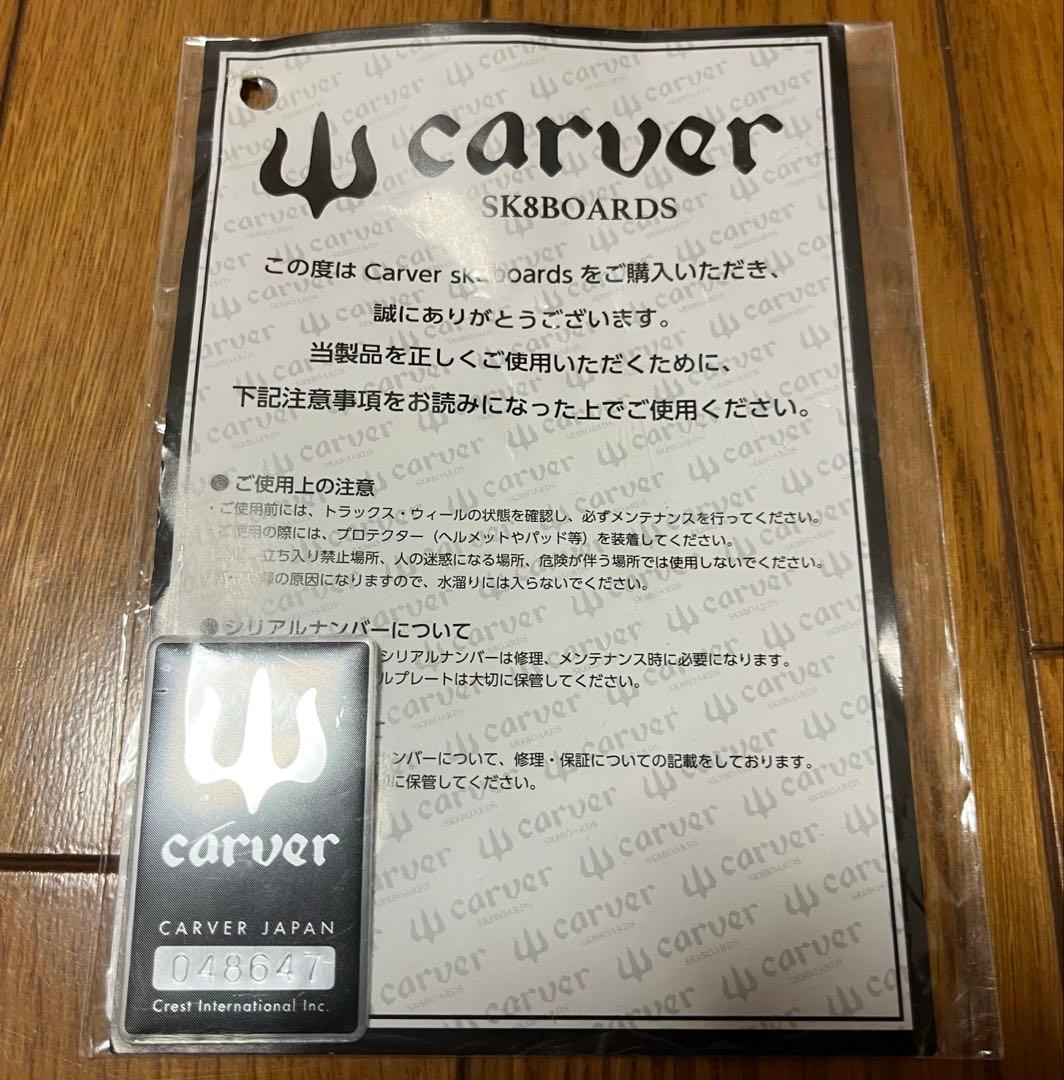 carver
SK8BOARDS
この度は Carver sk8boards をご購入いただき、
誠にありがとうございます。
当製品を正しくご使用いただくために、
下記注意事項をお読みになった上でご使用ください。
●ご使用上の注意
・ご使用前には、トラックス・ウィールの状態を確認し、必ずメンテナンスを行ってください。
ご使用の際には、プロテクター（ヘルメットやパッド等）を装着してください。
立ち入り禁止場所、人の迷惑になる場所、危険が伴う場所では使用しないでください。
の原因になりますので、水溜りには入らないでください。
●シリアルナンバーについて
シリアルナンバーは修理、メンテナンス時に必要になります。
ルプレートは大切に保管してください。
ンバーについて、修理・保証についての記載をしております。
に保管してください。
carver
CARVER JAPAN
048647
Crest International Inc.